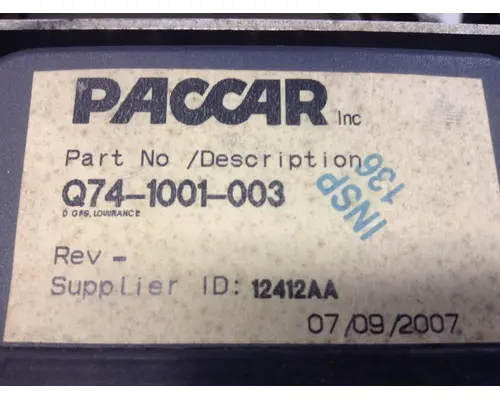 PACCAR Inc
Part No /Description
Q74-1001-003
D GPS, LOWRANCE
INSP
136
Rev -
Supplier ID: 12412AA
07/09/2007